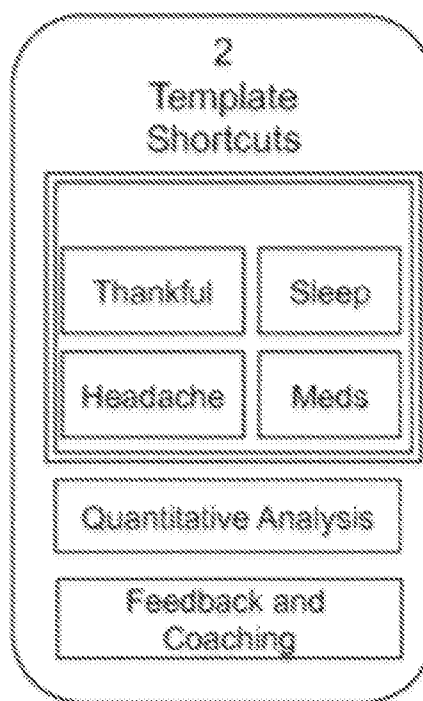 2
Template
Shortcuts
Thankful Sleep
Headache Meds
Quantitative Analysis
Feedback and
Coaching